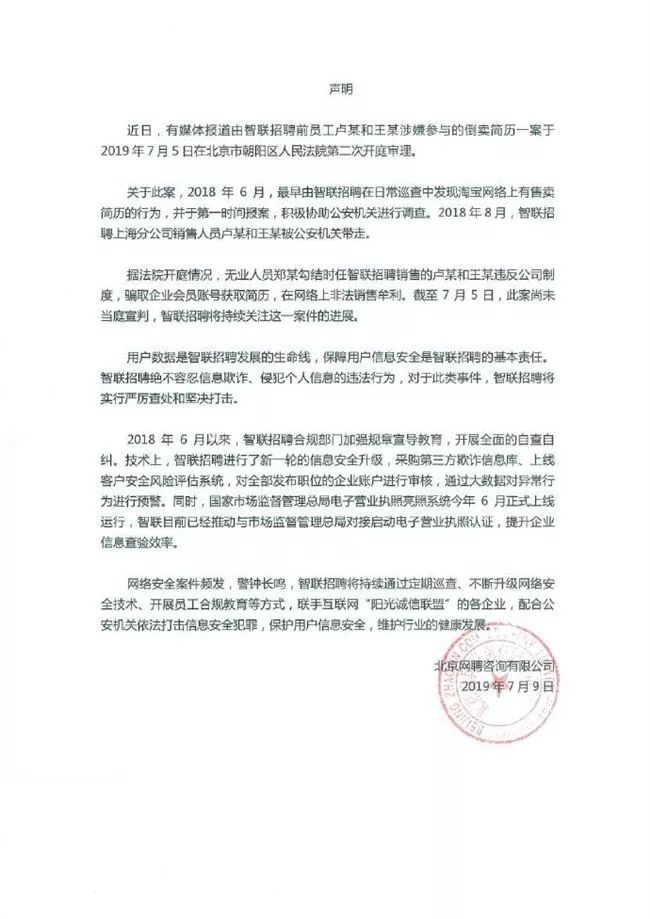 声明
近日，有媒体报道由智联招聘前员工卢某和王某涉嫌参与的倒卖简历一案于
2019年7月5日在北京市朝阳区人民法院第二次开庭审理。
关于此案，2018 年 6 月，最早由智联招聘在日常巡查中发现淘宝网络上有售卖
简历的行为，并于第一时间报案，积极协助公安机关进行调查。2018年8月，智联招
聘上海分公司销售人员卢某和王某被公安机关带走。
据法院开庭情况，无业人员郑某勾结时任智联招聘销售的卢某和王某违反公司制
度，骗取企业会员账号获取简历，在网络上非法销售牟利。截至 7 月 5 日，此案尚未
当庭宣判，智联招聘将持续关注这一案件的进展。
用户数据是智联招聘发展的生命线，保障用户信息安全是智联招聘的基本责任。
智联招聘绝不容忍信息欺诈、侵犯个人信息的违法行为，对于此类事件，智联招聘将
实行严厉查处和坚决打击。
2018 年 6 月以来，智联招聘合规部门加强规章宣导教育，开展全面的自查自
纠。技术上，智联招聘进行了新一轮的信息安全升级，采购第三方欺诈信息库、上线
客户安全风险评估系统，对全部发布职位的企业账户进行审核，通过大数据对异常行
为进行预警。同时，国家市场监督管理总局电子营业执照亮照系统今年 6 月正式上线
运行，智联目前已经推动与市场监督管理总局对接启动电子营业执照认证，提升企业
信息查验效率。
网络安全案件频发，警钟长鸣，智联招聘将持续通过定期巡查、不断升级网络安
全技术、开展员工合规教育等方式，联手互联网“阳光诚信联盟”的各企业，配合公
安机关依法打击信息安全犯罪，保护用户信息安全，维护行业的健康发展。
北京网聘咨询有限公司
2019年7月9日